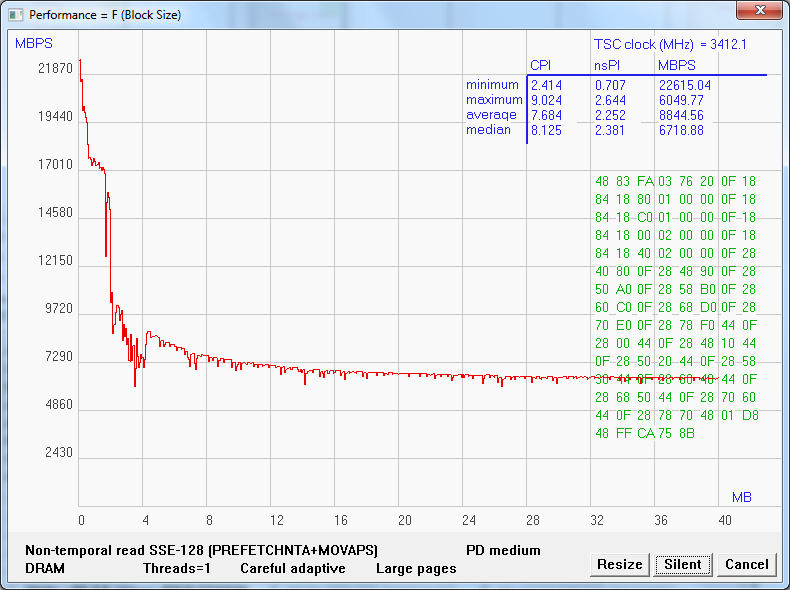 Performance = F (Block Size)
MBPS
TSC clock (MHz) = 3412.1
CPI nsPI MBPS
minimum 2.414 0.707 22615.04
maximum 9.024 2.644 6049.77
average 7.684 2.252 8844.56
median 8.125 2.381 6718.88
21870
19440
17010
14580
12150
9720
7290
4860
2430
48 83 FA 03 76 20 0F 18
84 18 80 01 00 00 0F 18
84 18 C0 01 00 00 0F 18
84 18 00 02 00 00 0F 18
84 18 40 02 00 00 0F 28
40 80 0F 28 48 90 0F 28
50 A0 0F 28 58 B0 0F 28
60 C0 0F 28 68 D0 0F 28
70 E0 0F 28 78 F0 44 0F
28 00 44 0F 28 48 10 44
0F 28 50 20 44 0F 28 58
30 44 0F 28 60 40 44 0F
28 68 50 44 0F 28 70 60
44 0F 28 78 70 48 01 D8
48 FF CA 75 8B
MB
0 4 8 12 16 20 24 28 32 36 40
Non-temporal read SSE-128 (PREFETCHNTA+MOVAPS) PD medium
DRAM Threads=1 Careful adaptive Large pages
Resize Silent Cancel